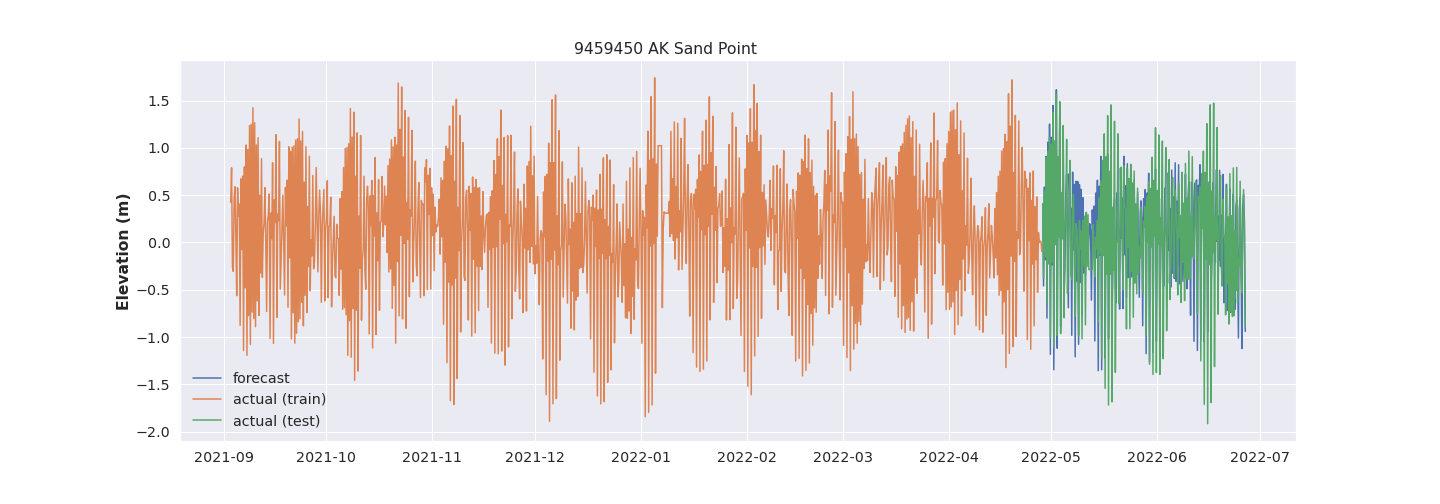 9459450 AK Sand Point
Elevation (m)
1.5
1.0
0.5
0.0
−0.5
−1.0
−1.5
−2.0
forecast
actual (train)
actual (test)
2021-09 2021-10 2021-11 2021-12 2022-01 2022-02 2022-03 2022-04 2022-05 2022-06 2022-07